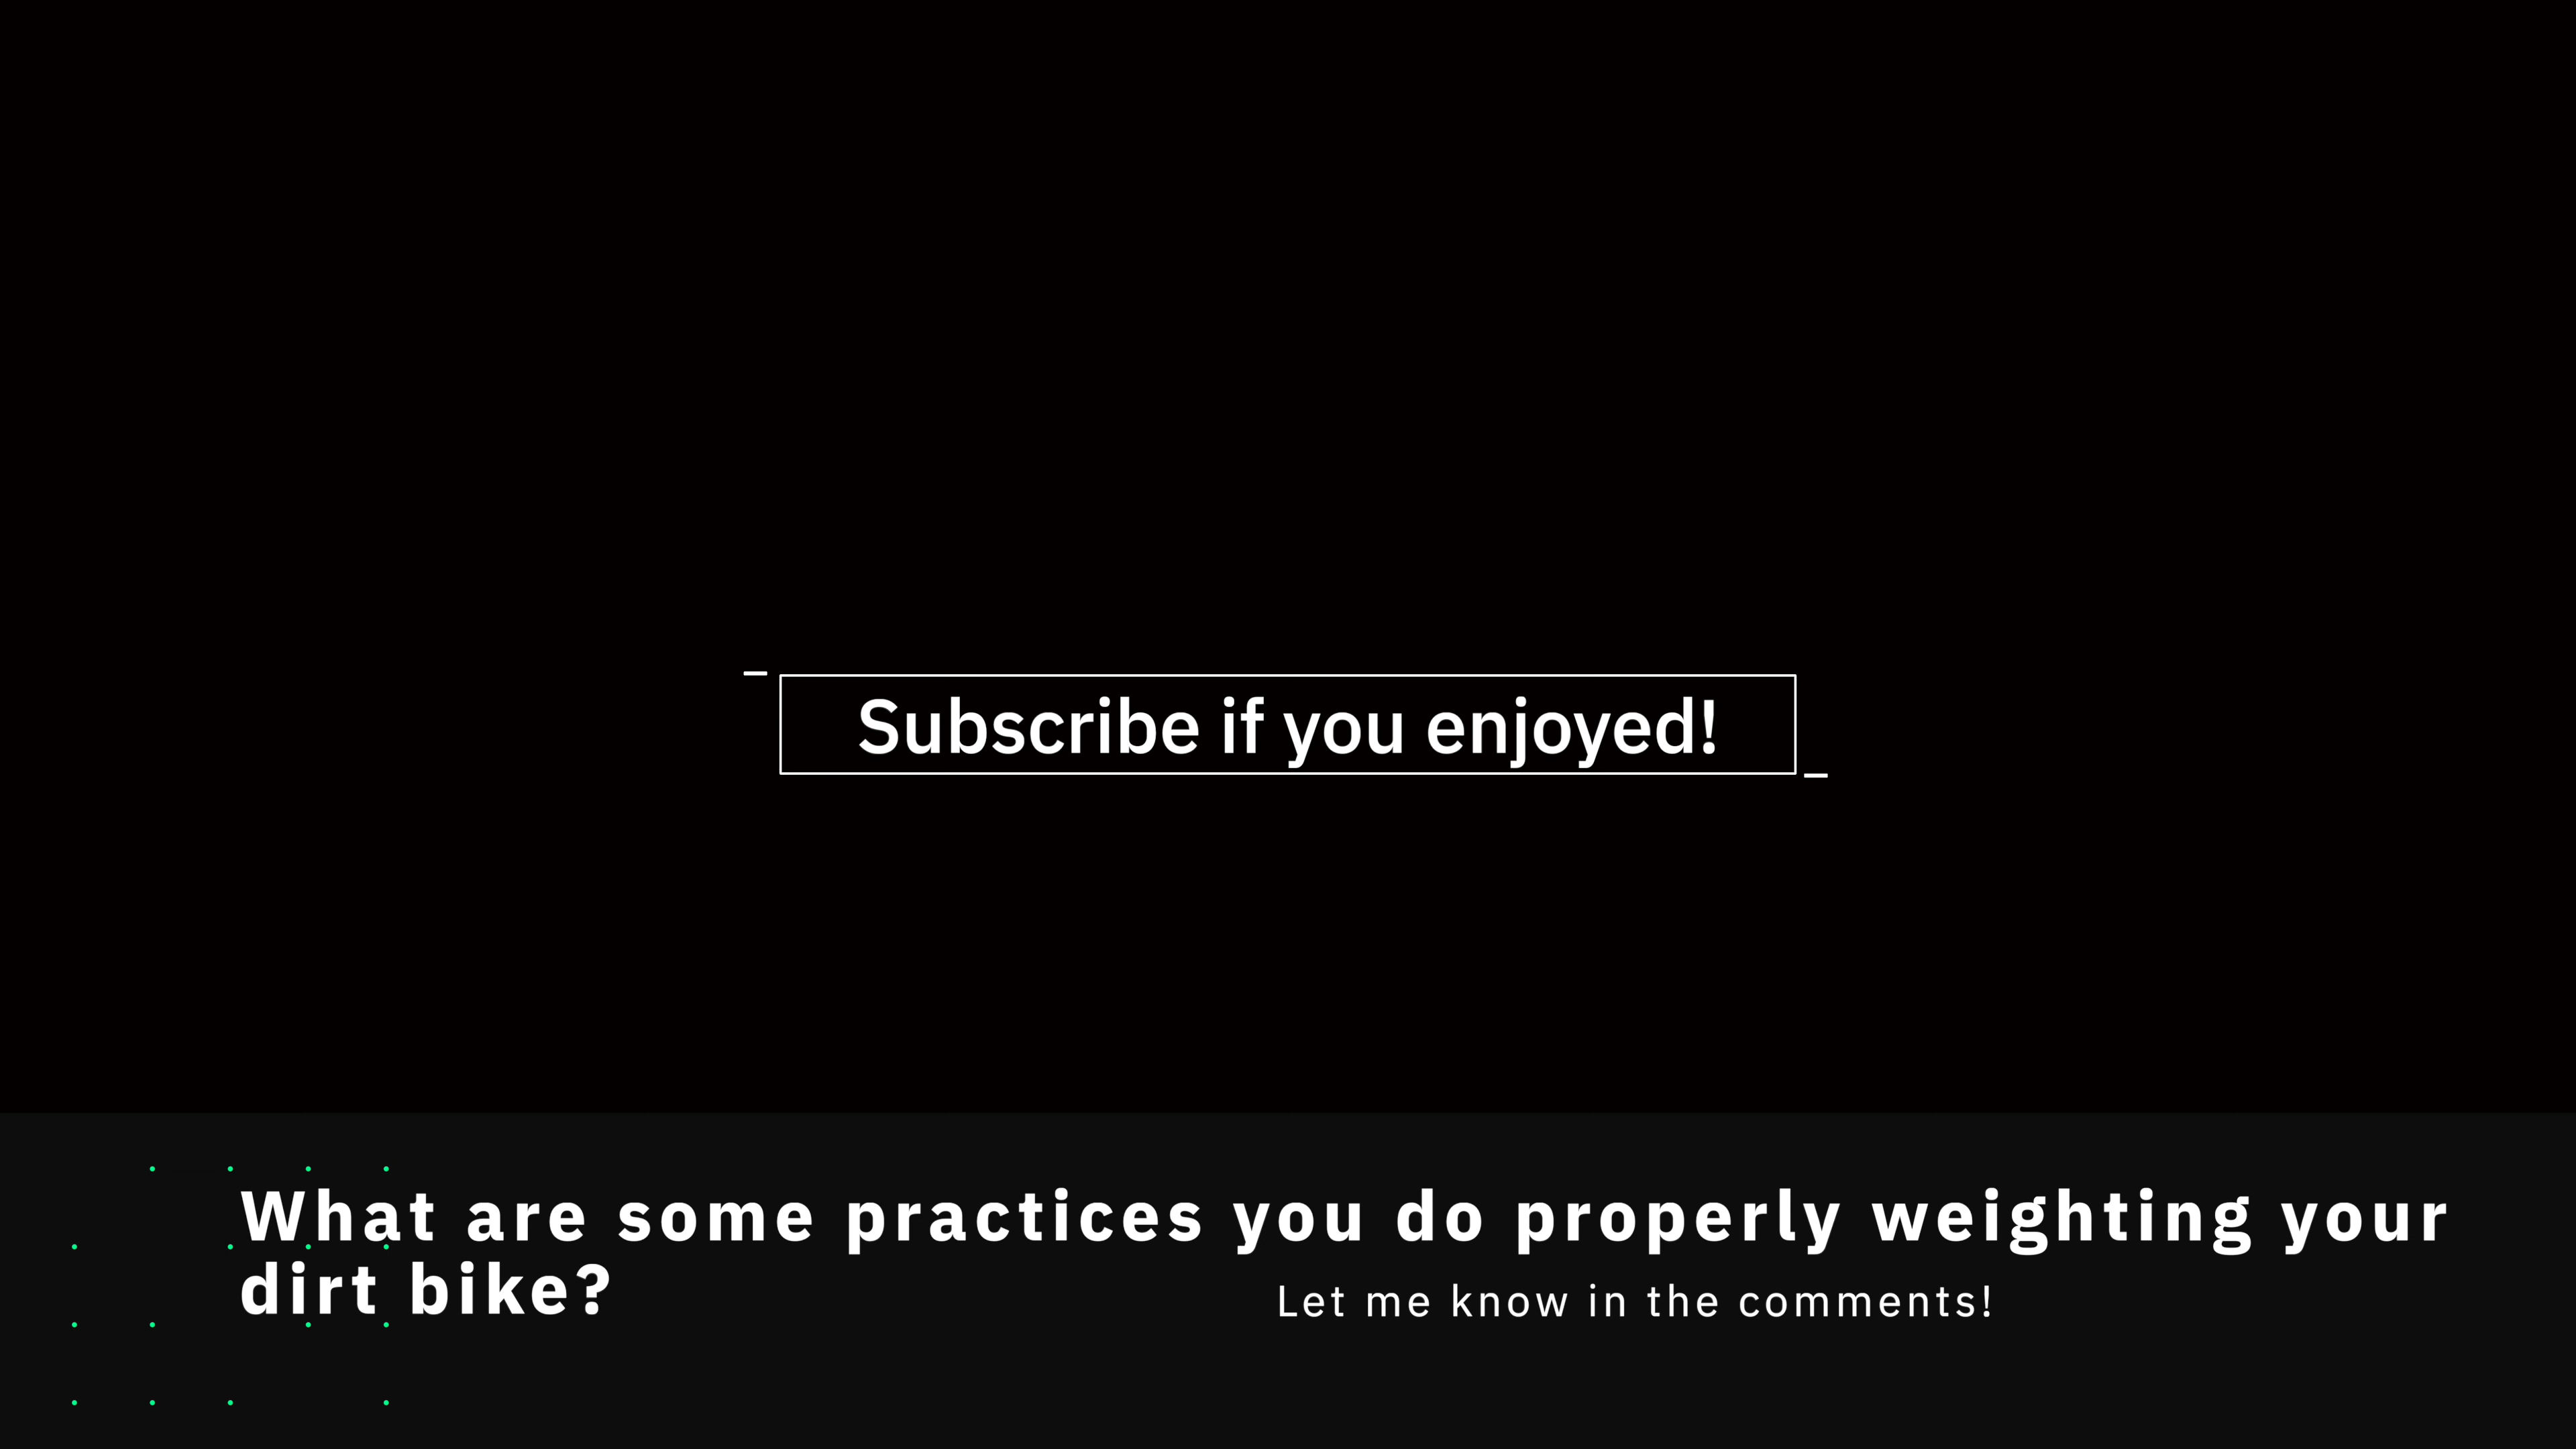 Subscribe if you enjoyed!
What are some practices you do properly weighting your
dirt bike?
Let me know in the comments!